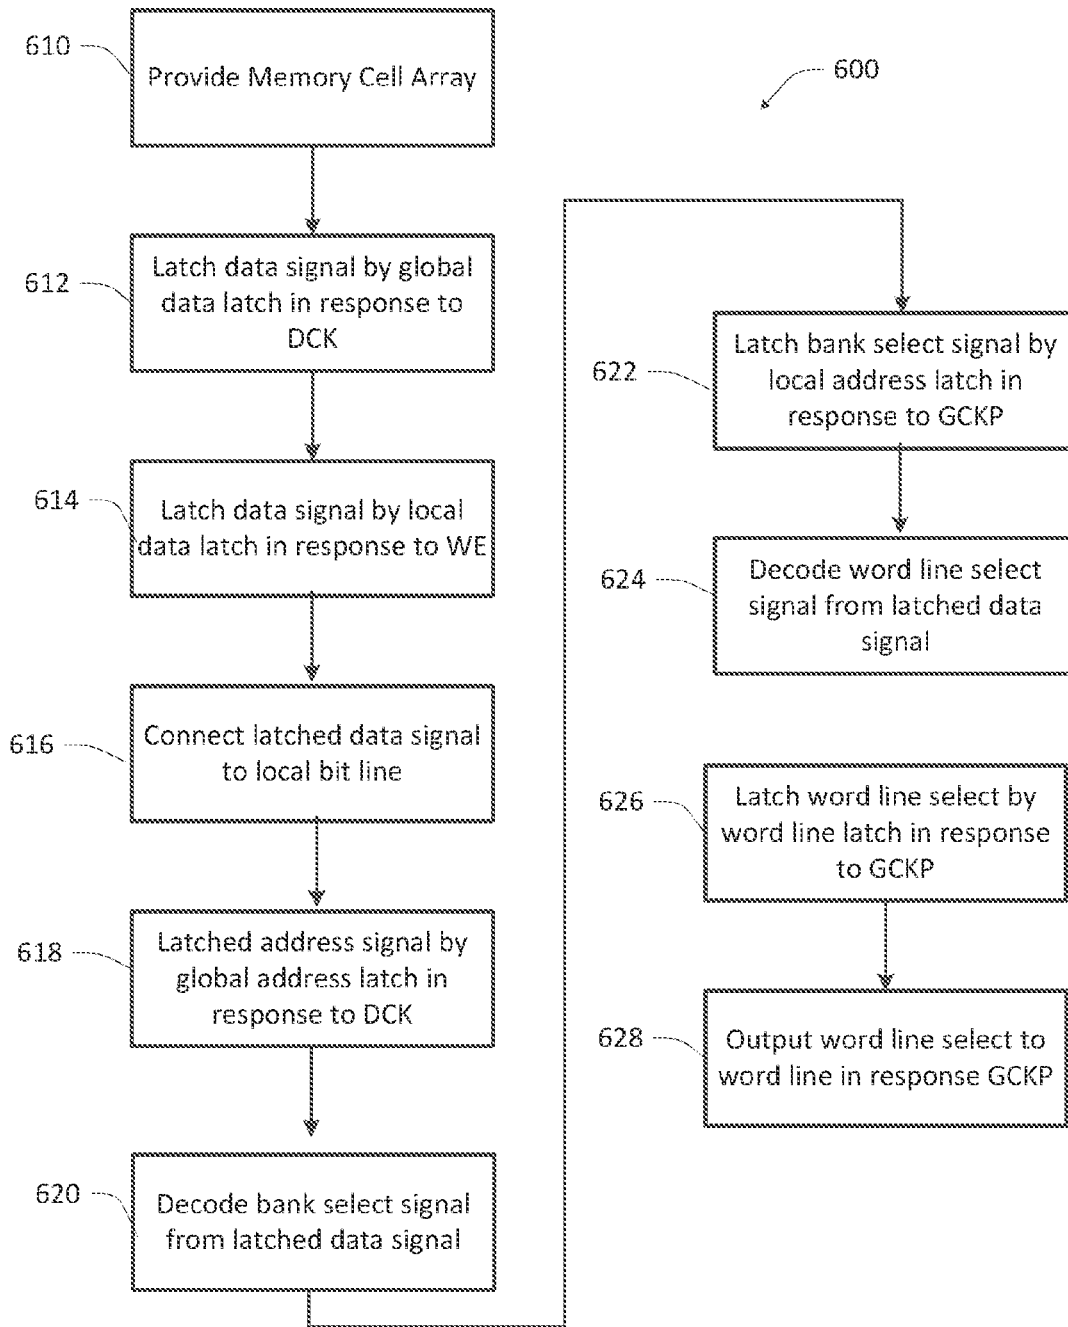 610
Provide Memory Cell Array
612
Latch data signal by global
data latch in response to
DCK
614
Latch data signal by local
data latch in response to WE
616
Connect latched data signal
to local bit line
618
Latched address signal by
global address latch in
response to DCK
620
Decode bank select signal
from latched data signal
600
622
Latch bank select signal by
local address latch in
response to GCKP
624
Decode word line select
signal from latched data
signal
626
Latch word line select by
word line latch in response
to GCKP
628
Output word line select to
word line in response GCKP